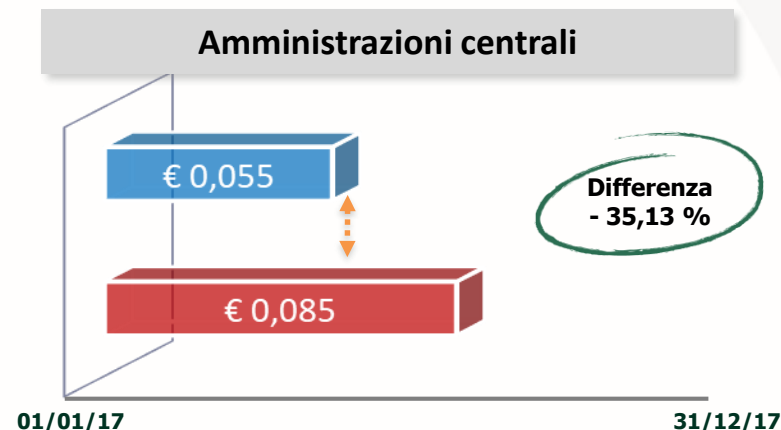 Amministrazioni centrali
€ 0,055
Differenza
- 35,13 %
€ 0,085
01/01/17
31/12/17